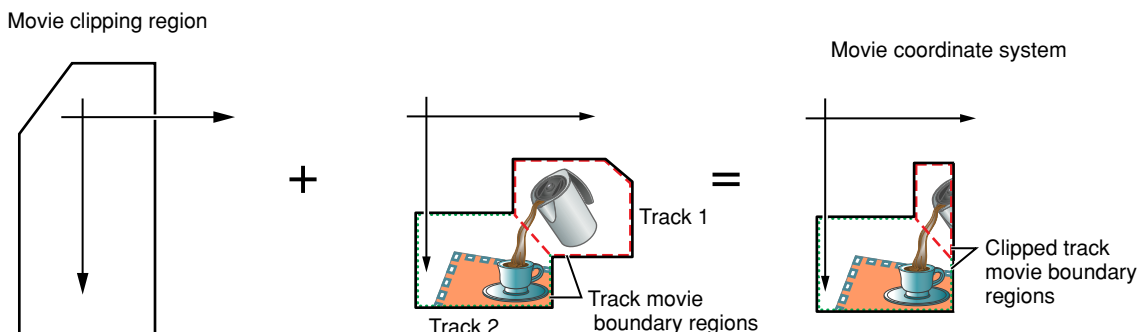 Movie clipping region
Movie coordinate system
+
=
Track 1
Track 2
Track movie
boundary regions
Clipped track
movie boundary
regions